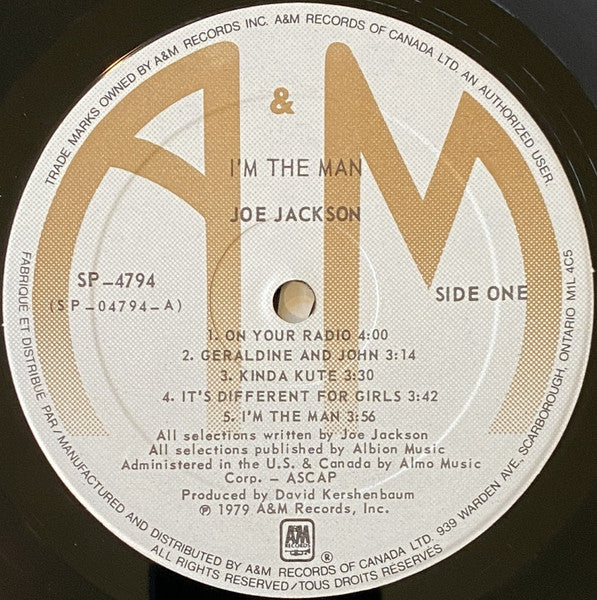 TRADE MARKS OWNED BY A&M RECORDS INC. A&M RECORDS OF CANADA LTD. AN AUTHORIZED USER.
A & M
I'M THE MAN
JOE JACKSON
SP-4794
(SP-04794-A)
SIDE ONE
1. ON YOUR RADIO 4:00
2. GERALDINE AND JOHN 3:14
3. KINDA KUTE 3:30
4. IT'S DIFFERENT FOR GIRLS 3:42
5. I'M THE MAN 3:56
All selections written by Joe Jackson
All selections published by Albion Music
Administered in the U.S. & Canada by Almo Music
Corp. - ASCAP
Produced by David Kershenbaum
℗ 1979 A&M Records, Inc.
A&M
RECORDS
®
FABRIQUE ET DISTRIBUE PAR/MANUFACTURED AND DISTRIBUTED BY A&M RECORDS OF CANADA LTD. 939 WARDEN AVE, SCARBOROUGH, ONTARIO M1L 4C5
ALL RIGHTS RESERVED/TOUS DROITS RESERVÉS